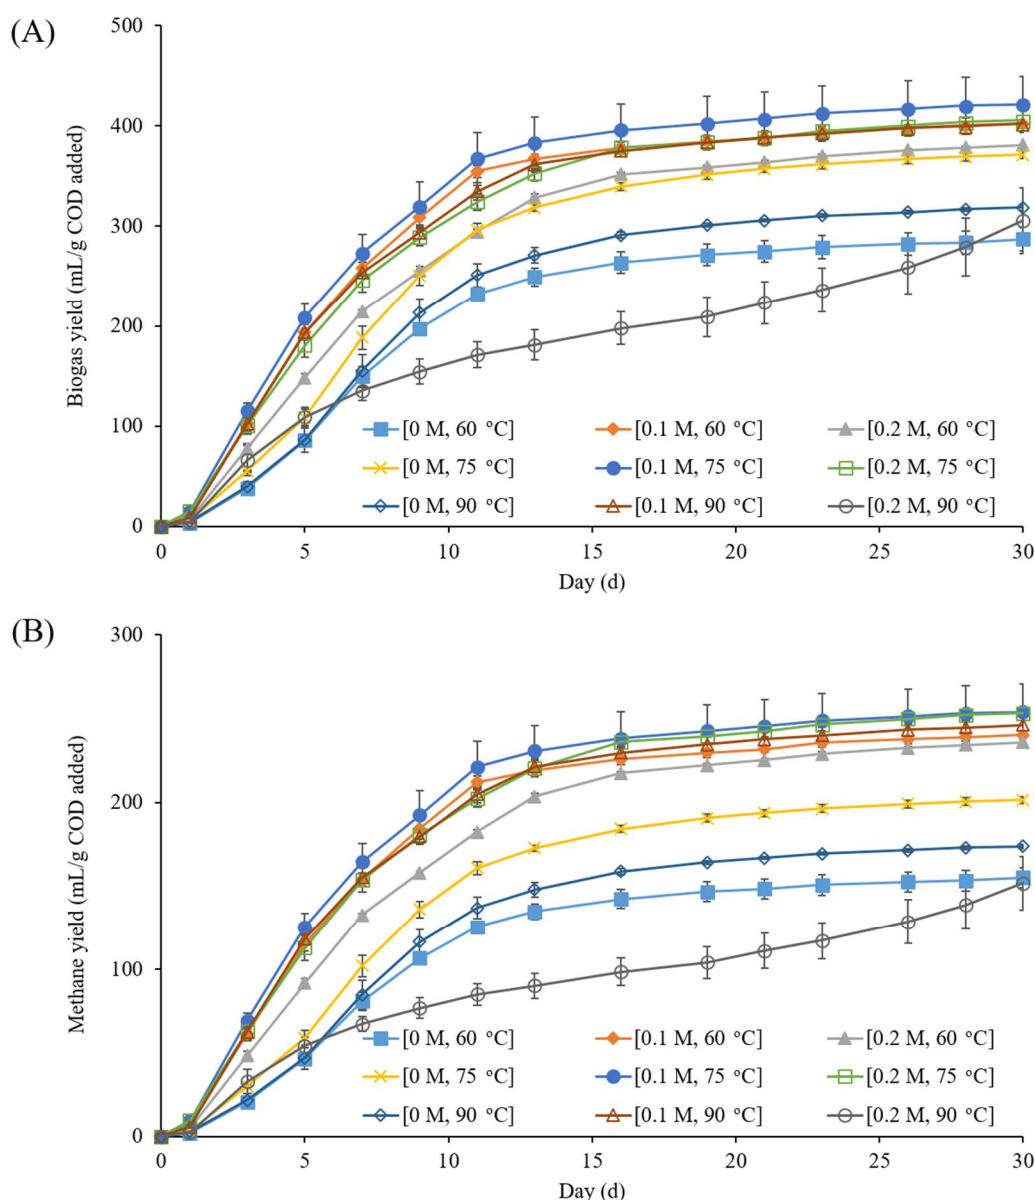 (A)
500
400
300
200
100
0
Biogas yield (mL/g COD added)
[0 M, 60 °C] [0.1 M, 60 °C] [0.2 M, 60 °C]
[0 M, 75 °C] [0.1 M, 75 °C] [0.2 M, 75 °C]
[0 M, 90 °C] [0.1 M, 90 °C] [0.2 M, 90 °C]
0 5 10 15 20 25 30
Day (d)
(B)
300
200
100
0
Methane yield (mL/g COD added)
[0 M, 60 °C] [0.1 M, 60 °C] [0.2 M, 60 °C]
[0 M, 75 °C] [0.1 M, 75 °C] [0.2 M, 75 °C]
[0 M, 90 °C] [0.1 M, 90 °C] [0.2 M, 90 °C]
0 5 10 15 20 25 30
Day (d)